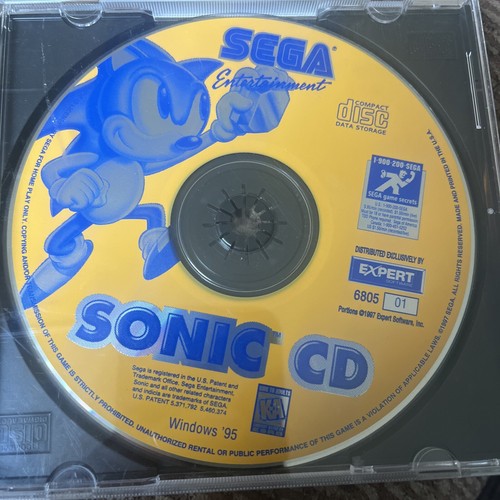 SEGA®
Entertainment
COMPACT
disc
DATA STORAGE
1-900-200-SEGA
SEGA game secrets
DISTRIBUTED EXCLUSIVELY BY
EXPERT
6805 01
Portions ©1997 Expert Software, Inc.
SONIC™ CD
Sega is registered in the U.S. Patent and
Trademark Office. Sega Entertainment,
Sonic and all other related characters
and indicia are trademarks of SEGA.
U.S. PATENT 5,371,792 5,460,374
K-A
Windows '95
SEGA FOR HOME PLAY ONLY. COPYING AND/OR
OF THIS GAME IS STRICTLY PROHIBITED. UNAUTHORIZED RENTAL OR PUBLIC PERFORMANCE OF THIS GAME IS A VIOLATION OF APPLICABLE LAWS. ©1997 SEGA. ALL RIGHTS RESERVED. MADE AND PRINTED IN THE U.S.A.